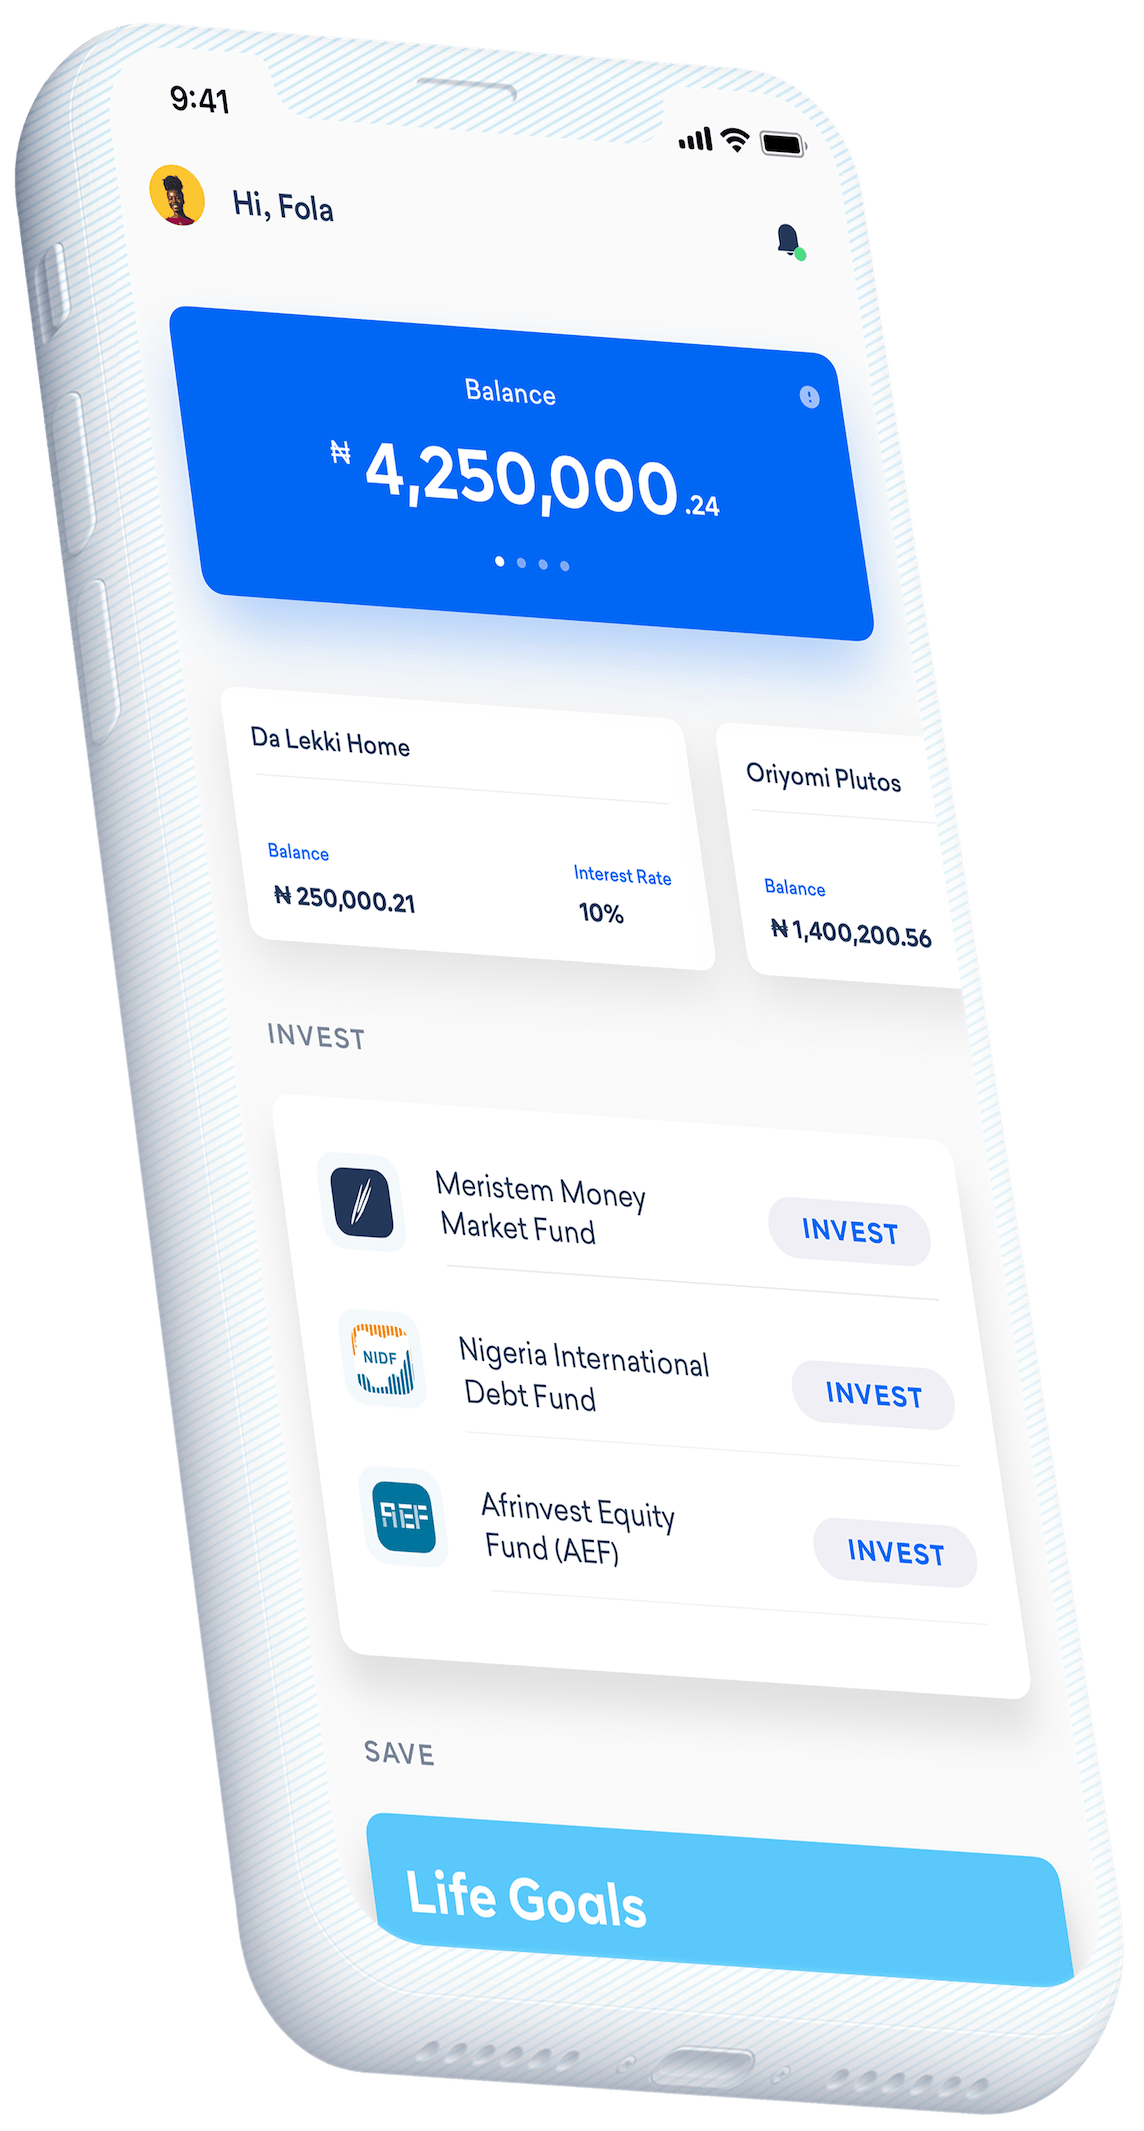 9:41
Hi, Fola
Balance
₦ 4,250,000.24
Da Lekki Home
Balance
Interest Rate
₦ 250,000.21
10%
Oriyomi Plutos
Balance
₦ 1,400,200.56
INVEST
Meristem Money
Market Fund
INVEST
NIDF
Nigeria International
Debt Fund
INVEST
AEF
Afrinvest Equity
Fund (AEF)
INVEST
SAVE
Life Goals